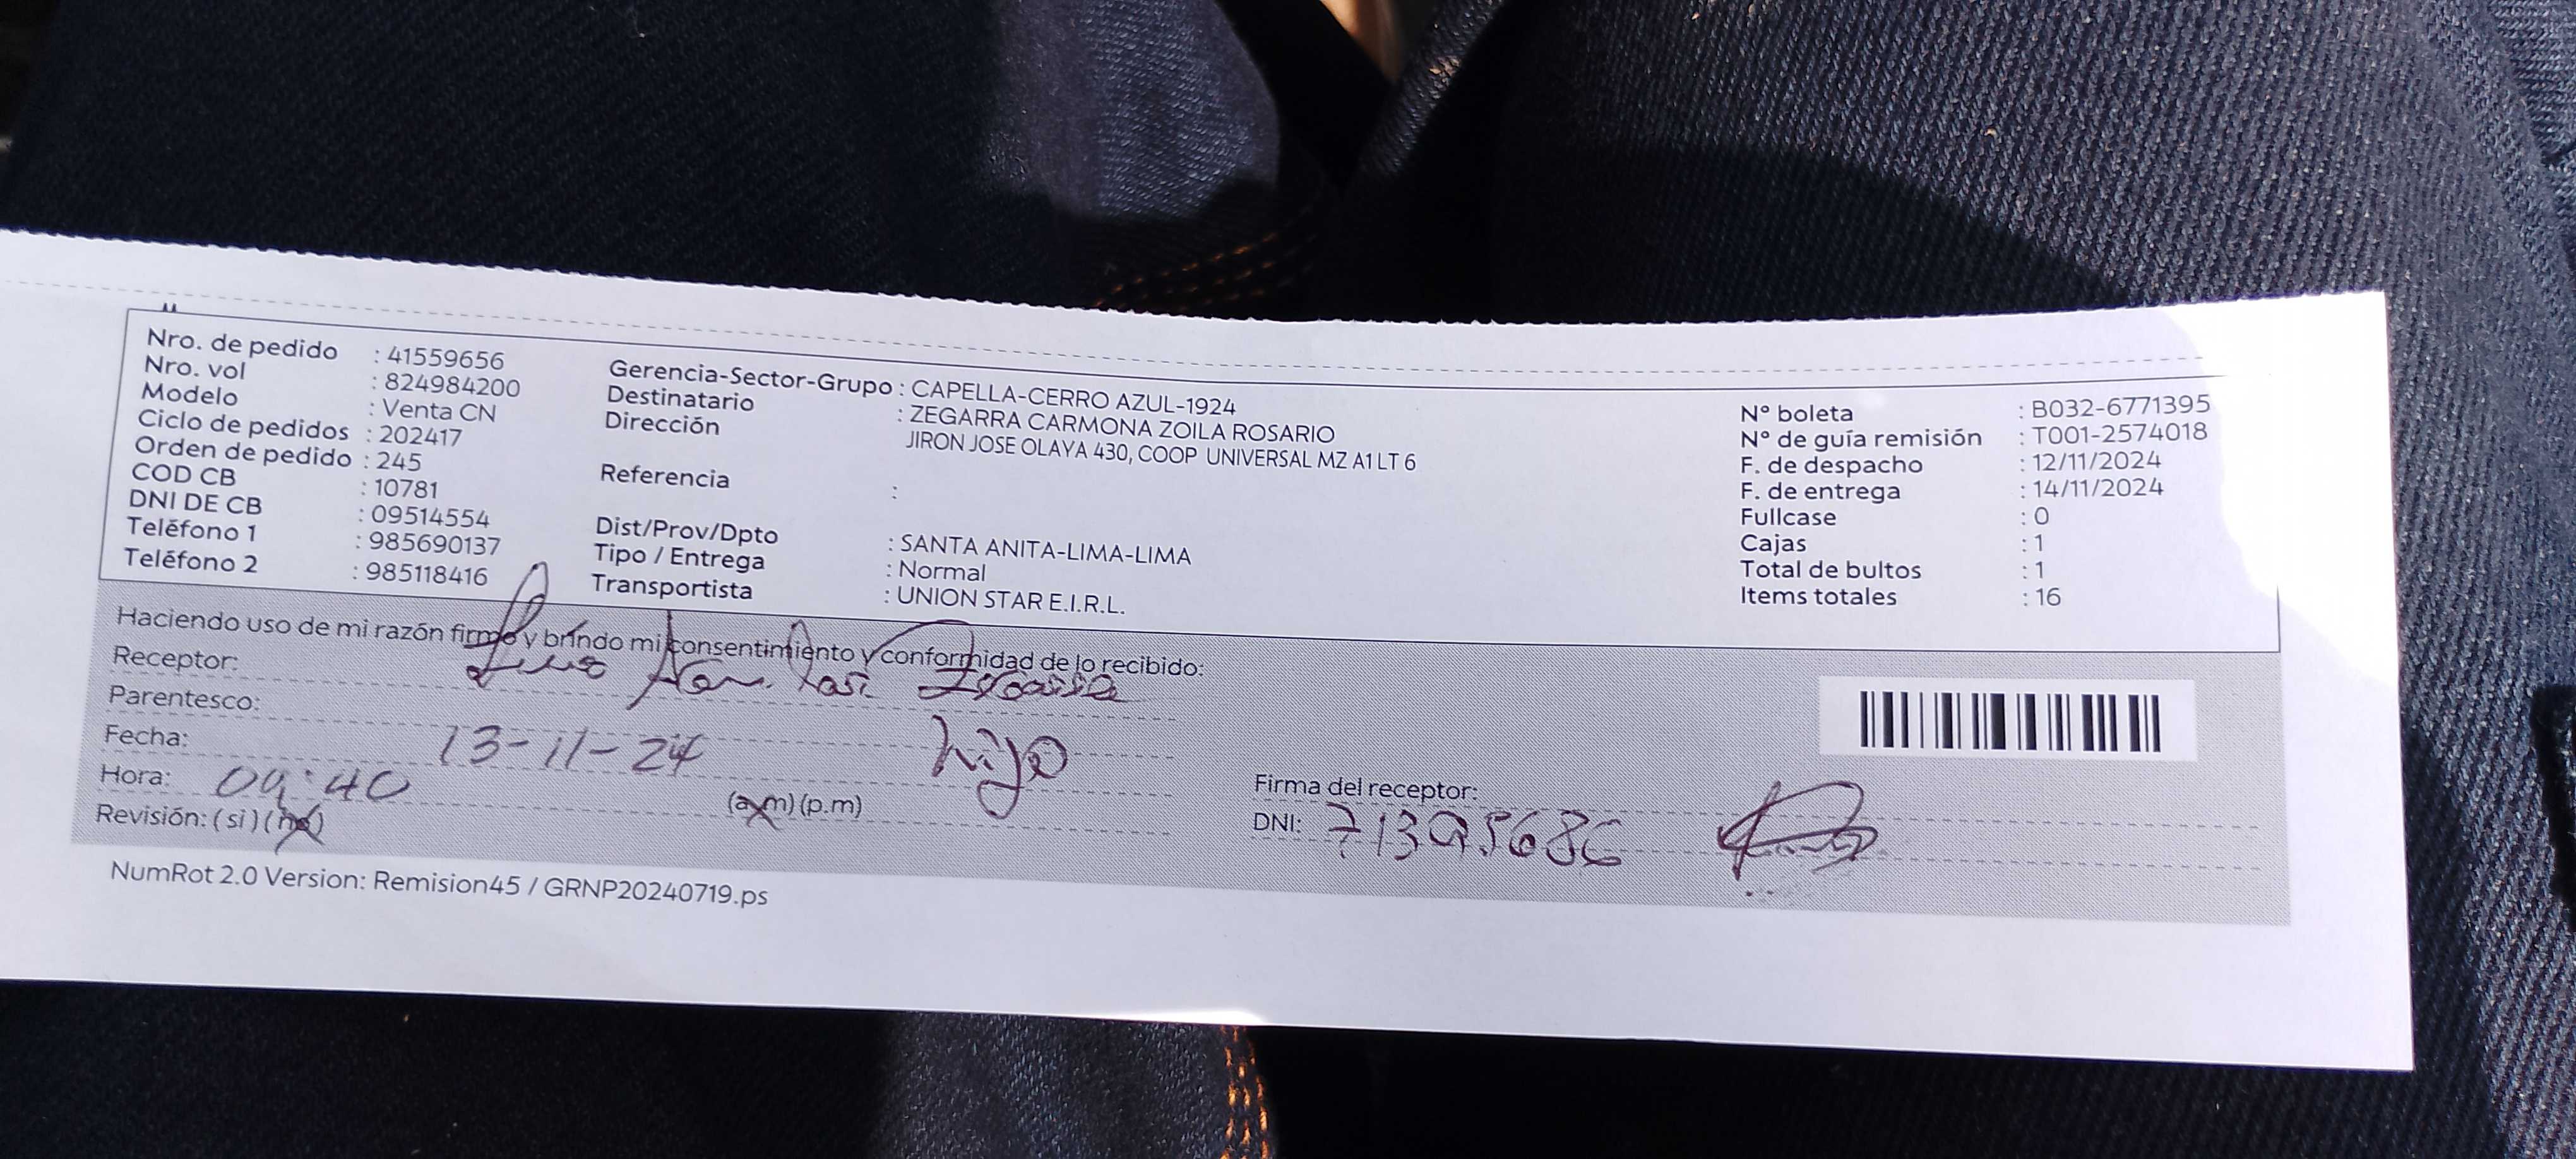 Nro. de pedido : 41559656
Nro. vol : 824984200
Modelo : Venta CN
Ciclo de pedidos : 202417
Orden de pedido : 245
COD CB : 10781
DNI DE CB : 09514554
Teléfono 1 : 985690137
Teléfono 2 : 985118416
Gerencia-Sector-Grupo : CAPELLA-CERRO AZUL-1924
Destinatario : ZEGARRA CARMONA ZOILA ROSARIO
Dirección
JIRON JOSE OLAYA 430, COOP UNIVERSAL MZ A1 LT 6
Referencia :
Dist/Prov/Dpto : SANTA ANITA-LIMA-LIMA
Tipo / Entrega : Normal
Transportista : UNION STAR E.I.R.L.
N° boleta : B032-6771395
N° de guía remisión : T001-2574018
F. de despacho : 12/11/2024
F. de entrega : 14/11/2024
Fullcase : 0
Cajas : 1
Total de bultos : 1
Items totales : 16
Haciendo uso de mi razón firmo y brindo mi consentimiento y conformidad de lo recibido:
Receptor:
Parentesco: hijo
Fecha: 13-11-24
Hora: 09:40 (a.m) (p.m)
Revisión: (si) (no)
Firma del receptor:
DNI:
NumRot 2.0 Version: Remision45 / GRNP20240719.ps